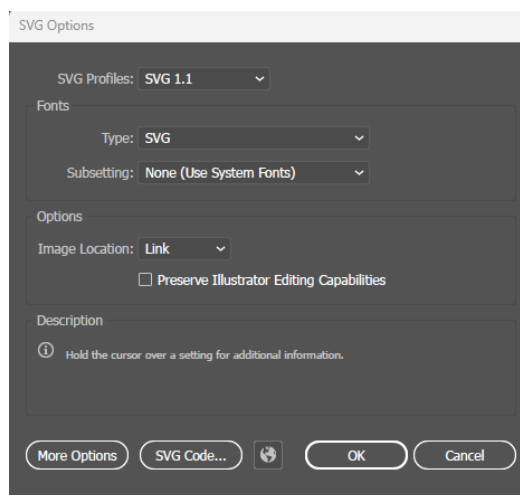 SVG Options
SVG Profiles: SVG 1.1
Fonts
Type: SVG
Subsetting: None (Use System Fonts)
Options
Image Location: Link
Preserve Illustrator Editing Capabilities
Description
Hold the cursor over a setting for additional information.
More Options SVG Code... OK Cancel